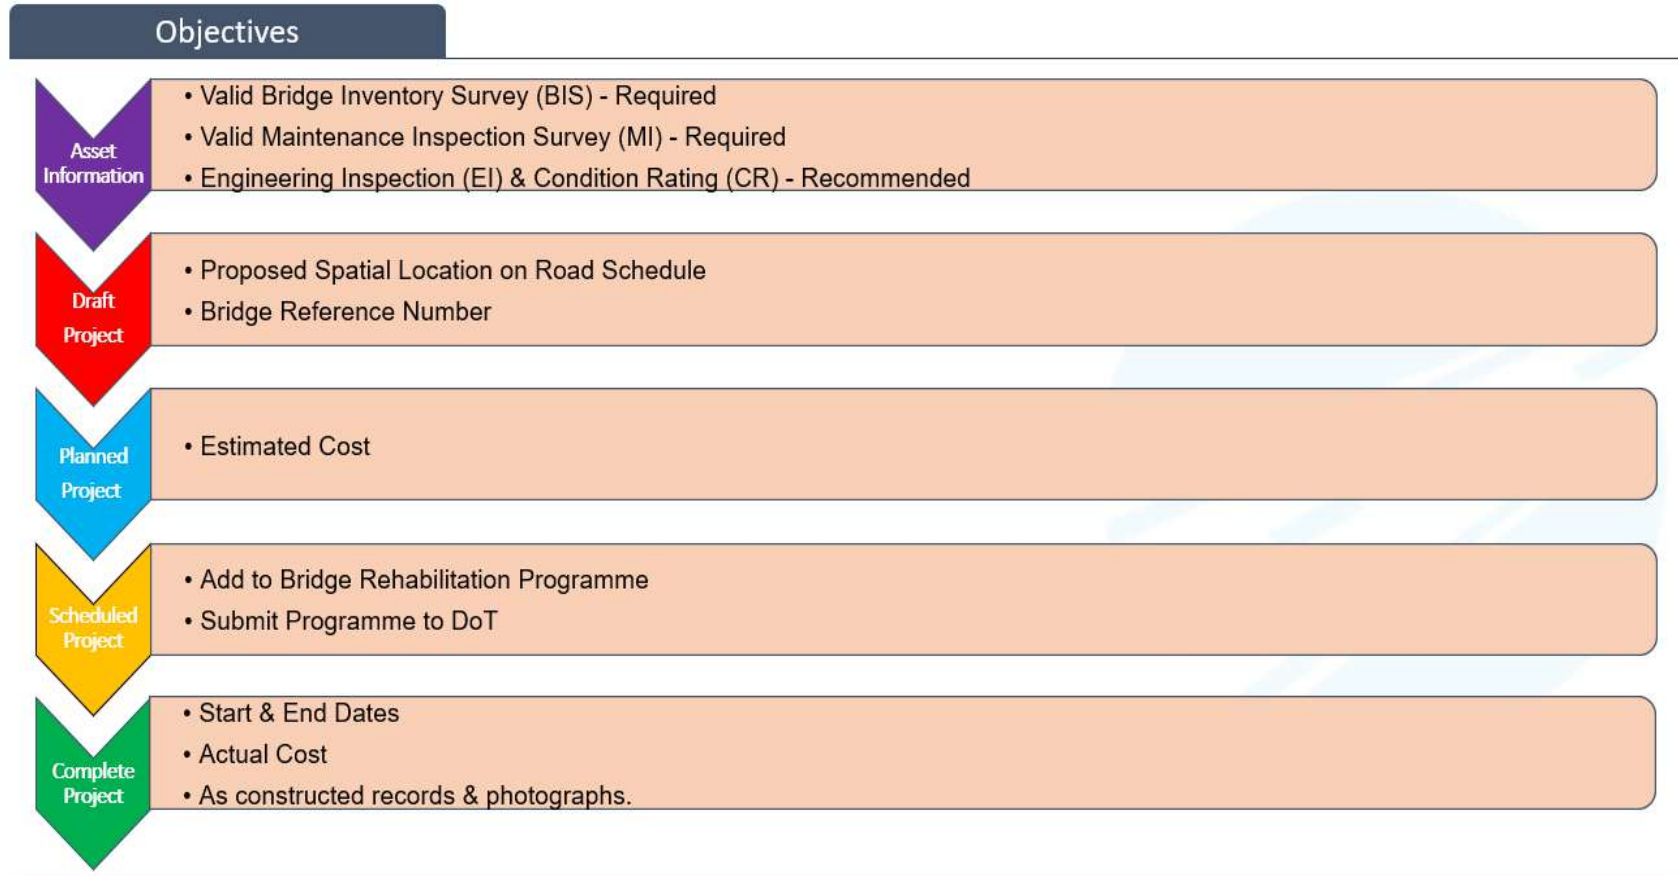 Objectives
Asset
Information
• Valid Bridge Inventory Survey (BIS) - Required
• Valid Maintenance Inspection Survey (MI) - Required
• Engineering Inspection (EI) & Condition Rating (CR) - Recommended
Draft
Project
• Proposed Spatial Location on Road Schedule
• Bridge Reference Number
Planned
Project
• Estimated Cost
Scheduled
Project
• Add to Bridge Rehabilitation Programme
• Submit Programme to DoT
Complete
Project
• Start & End Dates
• Actual Cost
• As constructed records & photographs.